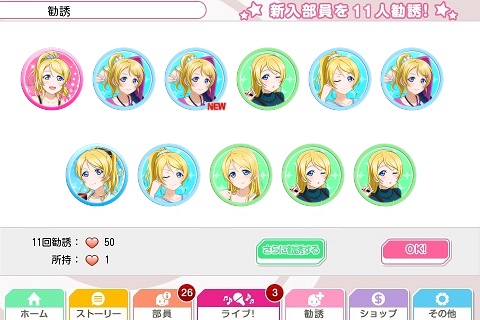 勧誘
新入部員を11人勧誘!
NEW
11回勧誘: 50
所持: 1
さらに勧誘する
OK!
26
3
ホーム
ストーリー
部員
ライブ!
勧誘
ショップ
その他